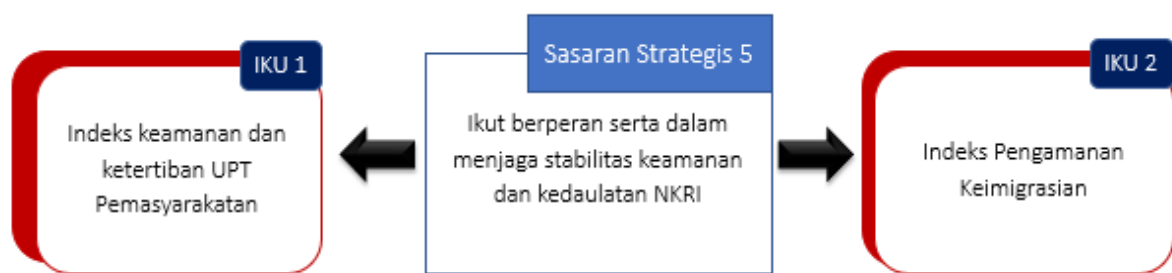 IKU 1
Indeks keamanan dan
ketertiban UPT
Pemasyarakatan
Sasaran Strategis 5
Ikut berperan serta dalam
menjaga stabilitas keamanan
dan kedaulatan NKRI
IKU 2
Indeks Pengamanan
Keimigrasian